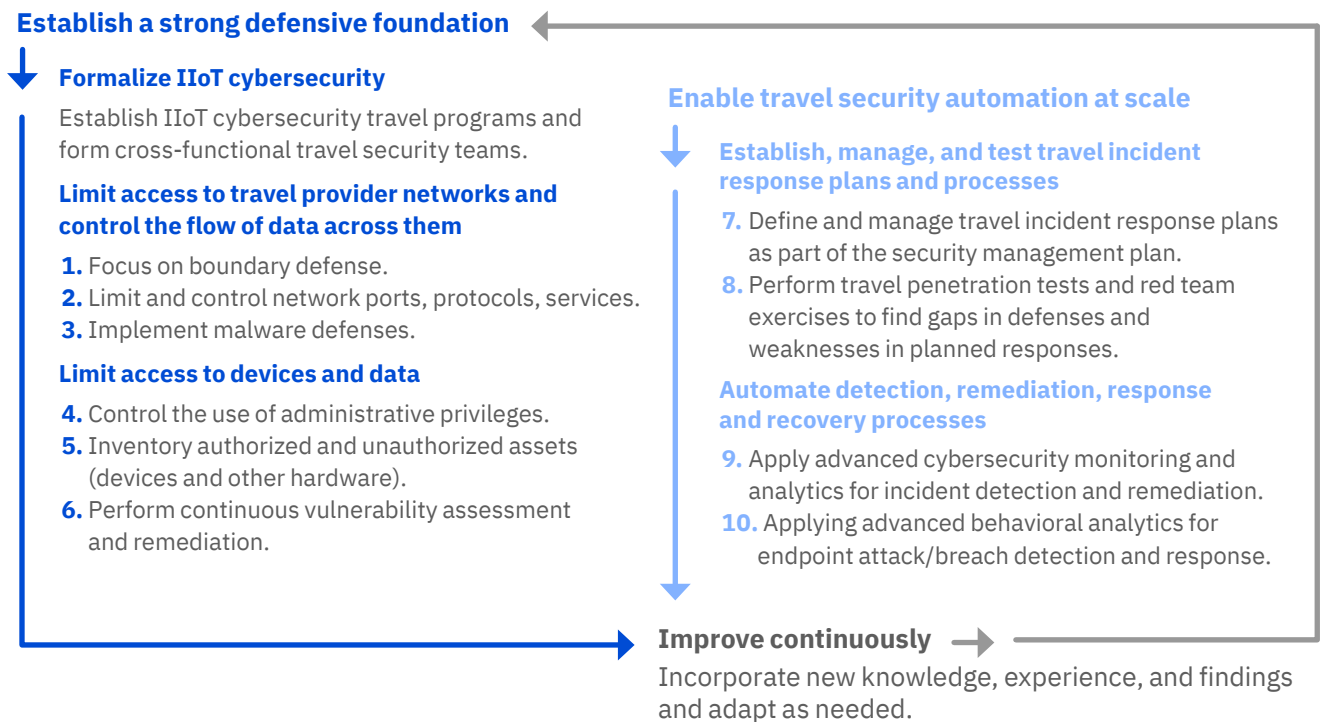 Establish a strong defensive foundation
Formalize IIoT cybersecurity
Establish IIoT cybersecurity travel programs and
form cross-functional travel security teams.
Limit access to travel provider networks and
control the flow of data across them
1. Focus on boundary defense.
2. Limit and control network ports, protocols, services.
3. Implement malware defenses.
Limit access to devices and data
4. Control the use of administrative privileges.
5. Inventory authorized and unauthorized assets
(devices and other hardware).
6. Perform continuous vulnerability assessment
and remediation.
Enable travel security automation at scale
Establish, manage, and test travel incident
response plans and processes
7. Define and manage travel incident response plans
as part of the security management plan.
8. Perform travel penetration tests and red team
exercises to find gaps in defenses and
weaknesses in planned responses.
Automate detection, remediation, response
and recovery processes
9. Apply advanced cybersecurity monitoring and
analytics for incident detection and remediation.
10. Applying advanced behavioral analytics for
endpoint attack/breach detection and response.
Improve continuously
Incorporate new knowledge, experience, and findings
and adapt as needed.